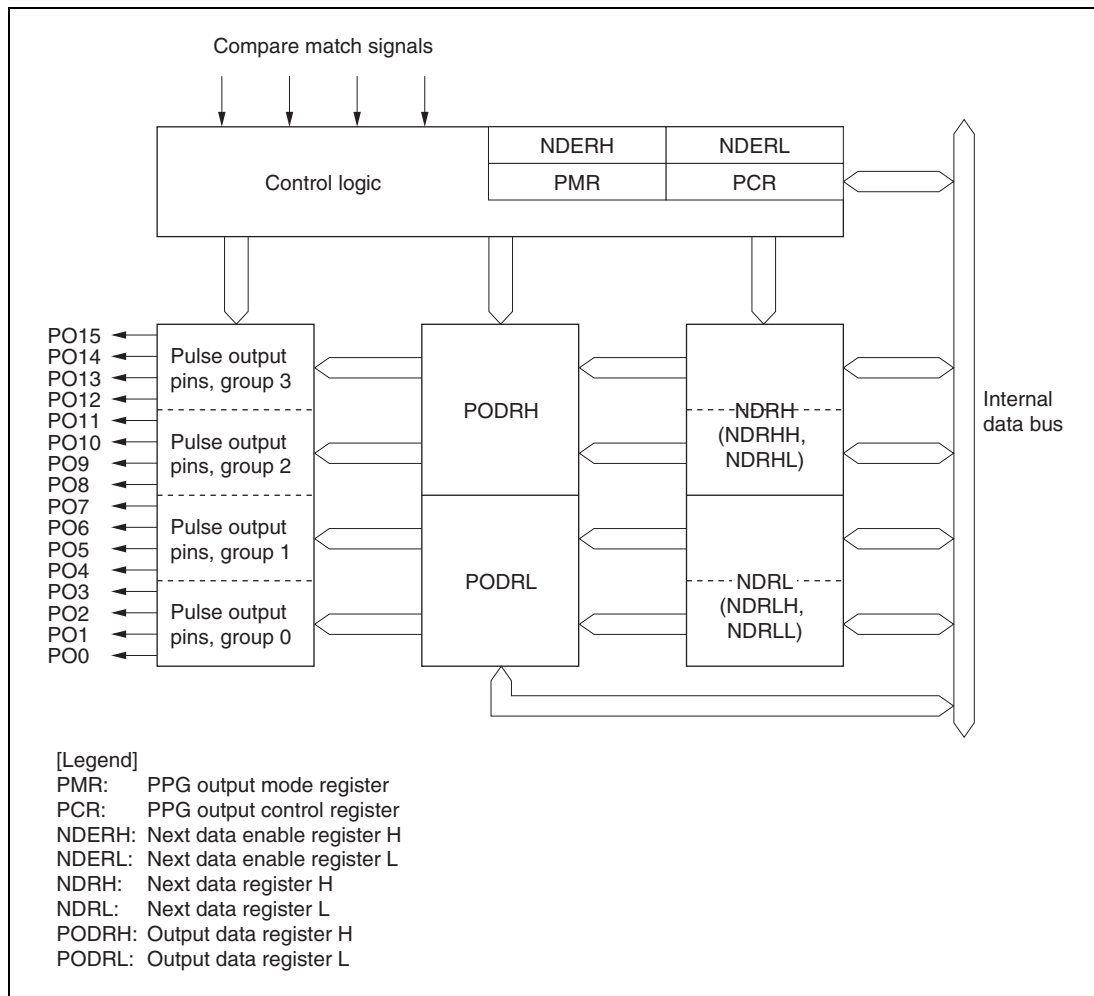 Compare match signals
Control logic
NDERH
NDERL
PMR
PCR
PO15
PO14
PO13
PO12
PO11
PO10
PO9
PO8
PO7
PO6
PO5
PO4
PO3
PO2
PO1
PO0
Pulse output
pins, group 3
Pulse output
pins, group 2
Pulse output
pins, group 1
Pulse output
pins, group 0
PODRH
PODRL
NDRH
(NDRHH,
NDRHL)
NDRL
(NDRLH,
NDRLL)
Internal
data bus
[Legend]
PMR: PPG output mode register
PCR: PPG output control register
NDERH: Next data enable register H
NDERL: Next data enable register L
NDRH: Next data register H
NDRL: Next data register L
PODRH: Output data register H
PODRL: Output data register L